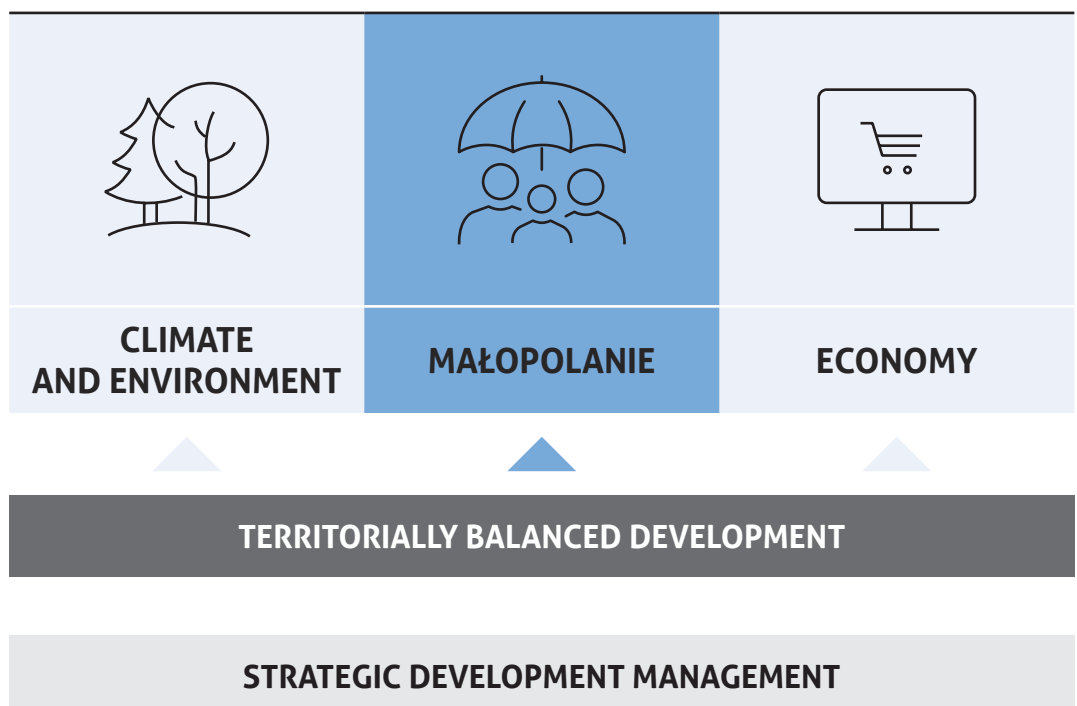 CLIMATE
AND ENVIRONMENT
MAŁOPOLANIE
ECONOMY
TERRITORIALLY BALANCED DEVELOPMENT
STRATEGIC DEVELOPMENT MANAGEMENT